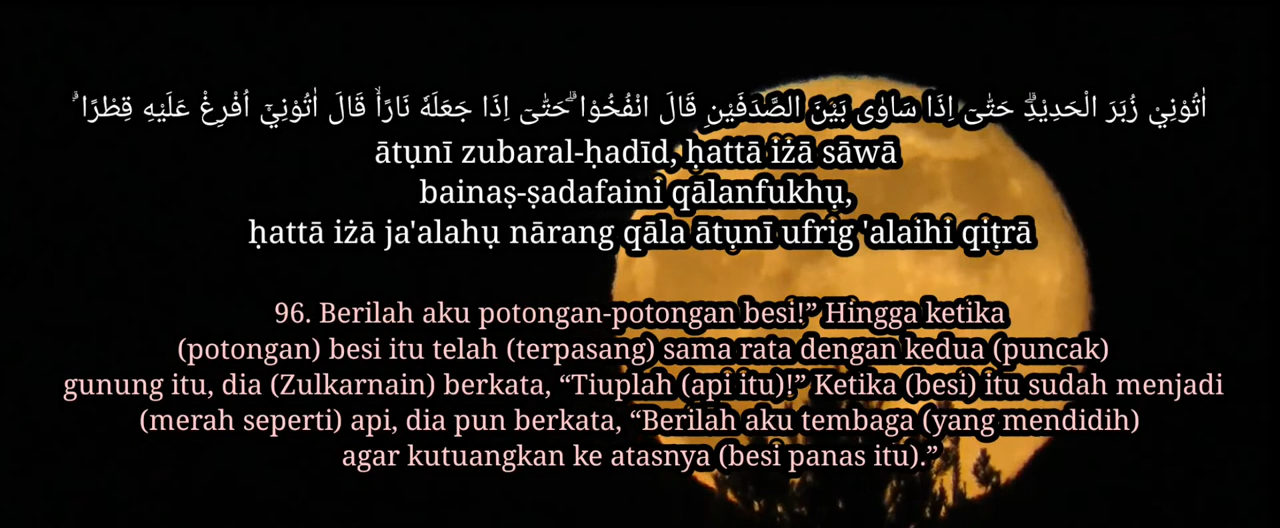 اٰتُوْنِيْ زُبَرَ الْحَدِيْدِۗ حَتّٰىٓ اِذَا سَاوٰى بَيْنَ الصَّدَفَيْنِ قَالَ انْفُخُوْا ۗحَتّٰىٓ اِذَا جَعَلَهٗ نَارًاۙ قَالَ اٰتُوْنِيْٓ اُفْرِغْ عَلَيْهِ قِطْرًا ۗ
ātụnī zubaral-ḥadīd, ḥattā iżā sāwā
bainaṣ-ṣadafaini qālanfukhụ,
ḥattā iżā ja'alahụ nārang qāla ātụnī ufrig 'alaihi qiṭrā
96. Berilah aku potongan-potongan besi!” Hingga ketika
(potongan) besi itu telah (terpasang) sama rata dengan kedua (puncak)
gunung itu, dia (Zulkarnain) berkata, “Tiuplah (api itu)!” Ketika (besi) itu sudah menjadi
(merah seperti) api, dia pun berkata, “Berilah aku tembaga (yang mendidih)
agar kutuangkan ke atasnya (besi panas itu).”